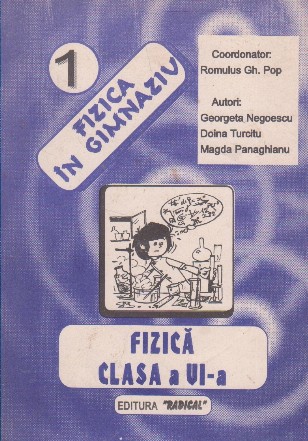 1
FIZICA
IN GIMNAZIU
Coordonator:
Romulus Gh. Pop
Autori:
Georgeta Negoescu
Doina Turcitu
Magda Panaghianu
FIZICĂ
CLASA a VI-a
EDITURA "RADICAL"